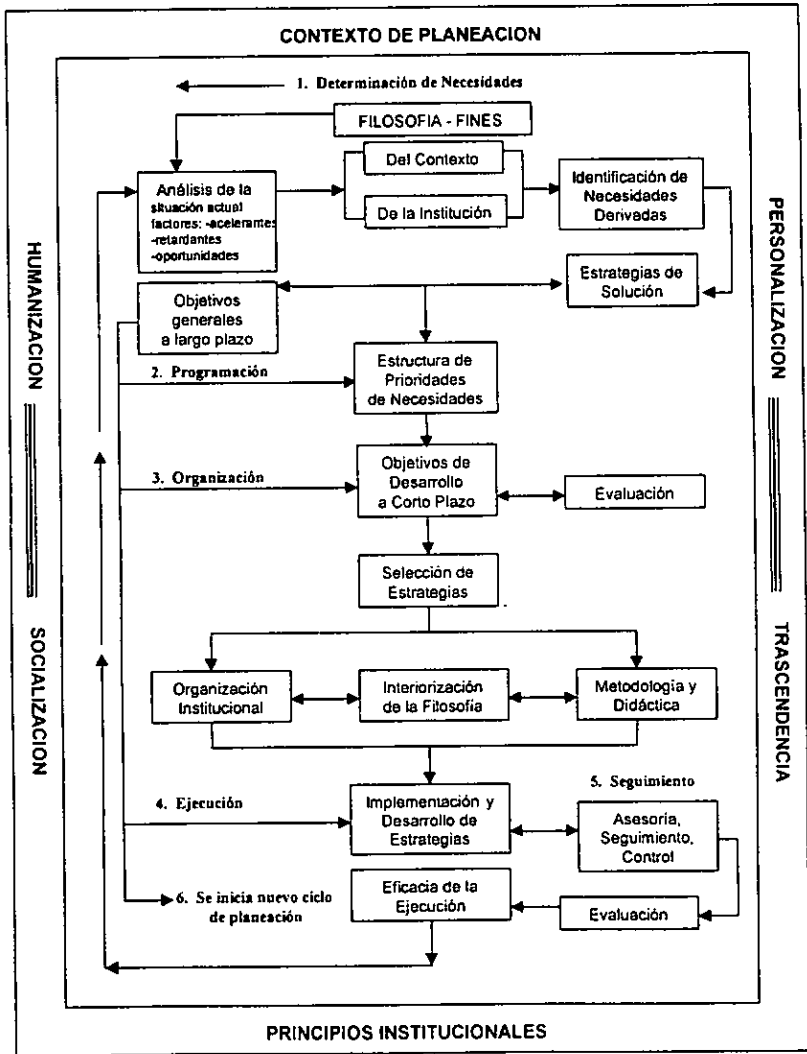 CONTEXTO DE PLANEACION
1. Determinación de Necesidades
FILOSOFIA - FINES
Del Contexto
De la Institución
Análisis de la
situación actual
factores: -acelerantes
-retardantes
-oportunidades
Identificación de
Necesidades
Derivadas
Estrategias de
Solución
Objetivos
generales
a largo plazo
2. Programación
Estructura de
Prioridades
de Necesidades
3. Organización
Objetivos de
Desarrollo
a Corto Plazo
Evaluación
Selección de
Estrategias
Organización
Institucional
Interiorización
de la Filosofía
Metodología y
Didáctica
4. Ejecución
Implementación y
Desarrollo de
Estrategias
5. Seguimiento
Asesoría,
Seguimiento,
Control
6. Se inicia nuevo ciclo
de planeación
Eficacia de la
Ejecución
Evaluación
HUMANIZACION
SOCIALIZACION
PERSONALIZACION
TRASCENDENCIA
PRINCIPIOS INSTITUCIONALES